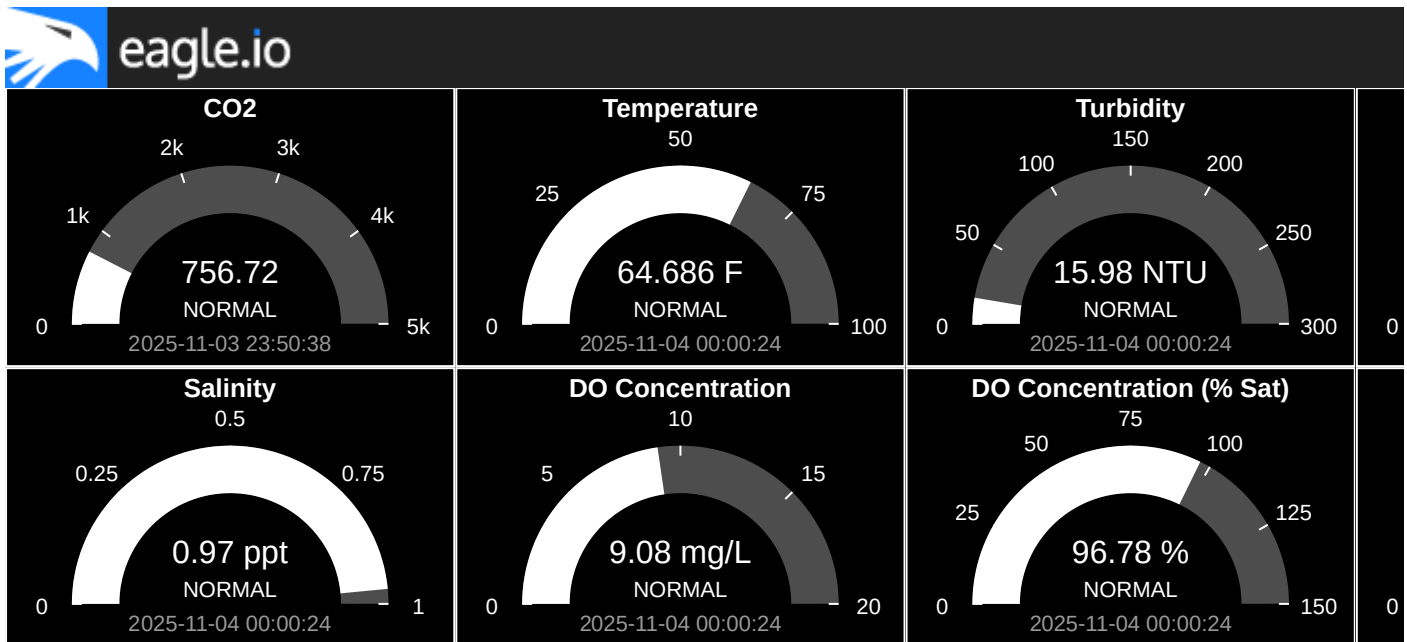 eagle.io
CO2
0
1k
2k
3k
4k
5k
756.72
NORMAL
2025-11-03 23:50:38
Temperature
0
25
50
75
100
64.686 F
NORMAL
2025-11-04 00:00:24
Turbidity
0
50
100
150
200
250
300
15.98 NTU
NORMAL
2025-11-04 00:00:24
0
Salinity
0
0.25
0.5
0.75
1
0.97 ppt
NORMAL
2025-11-04 00:00:24
DO Concentration
0
5
10
15
20
9.08 mg/L
NORMAL
2025-11-04 00:00:24
DO Concentration (% Sat)
0
25
50
75
100
125
150
96.78 %
NORMAL
2025-11-04 00:00:24
0